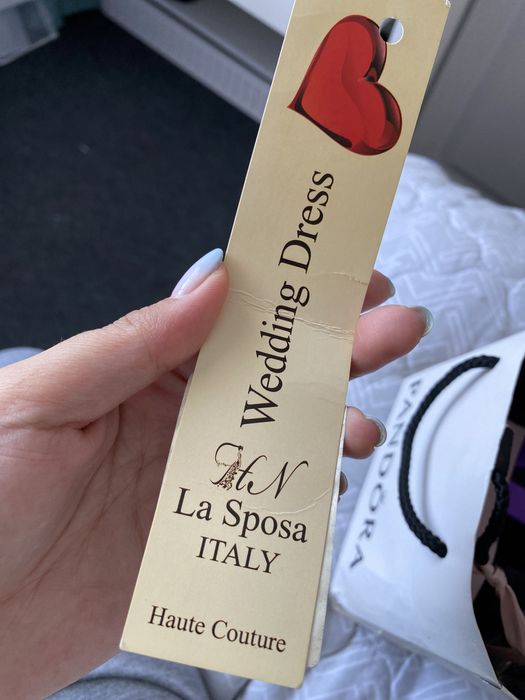 Wedding Dress
HN
La Sposa
ITALY
Haute Couture
PANDORA